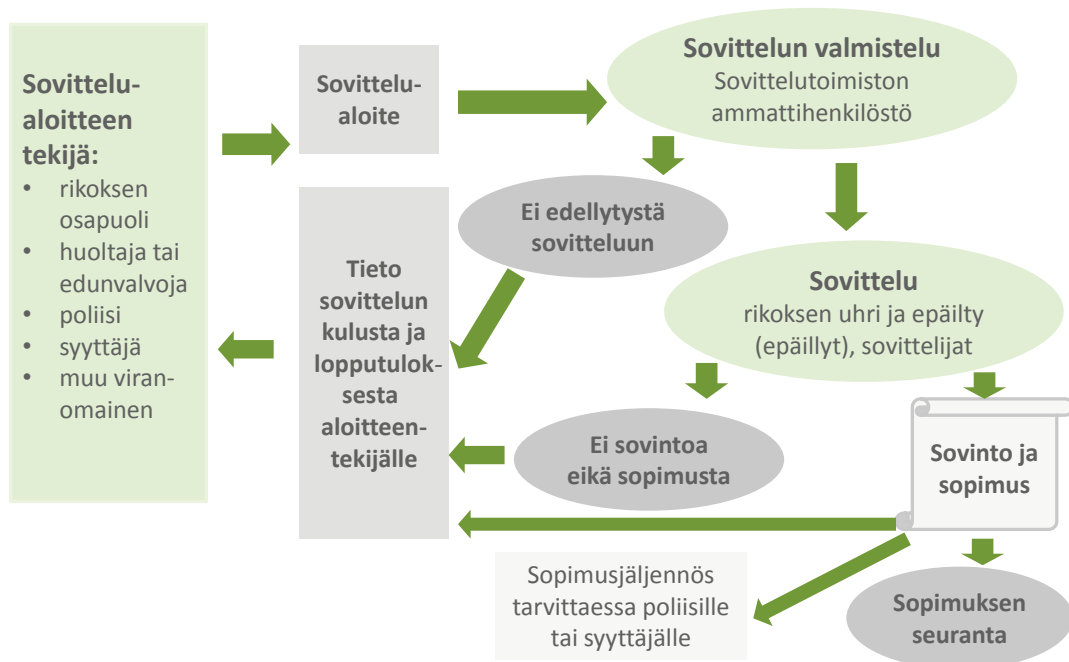 Sovittelu-
aloitteen
tekijä:
• rikoksen
osapuoli
• huoltaja tai
edunvalvoja
• poliisi
• syyttäjä
• muu viran-
omainen
Sovittelu-
aloite
Sovittelun valmistelu
Sovittelutoimiston
ammattihenkilöstö
Ei edellytystä
sovitteluun
Tieto
sovittelun
kulusta ja
lopputulok-
sesta
aloitteen-
tekijälle
Sovittelu
rikoksen uhri ja epäilty
(epäillyt), sovittelijat
Ei sovintoa
eikä sopimusta
Sovinto ja
sopimus
Sopimusjäljennös
tarvittaessa poliisille
tai syyttäjälle
Sopimuksen
seuranta